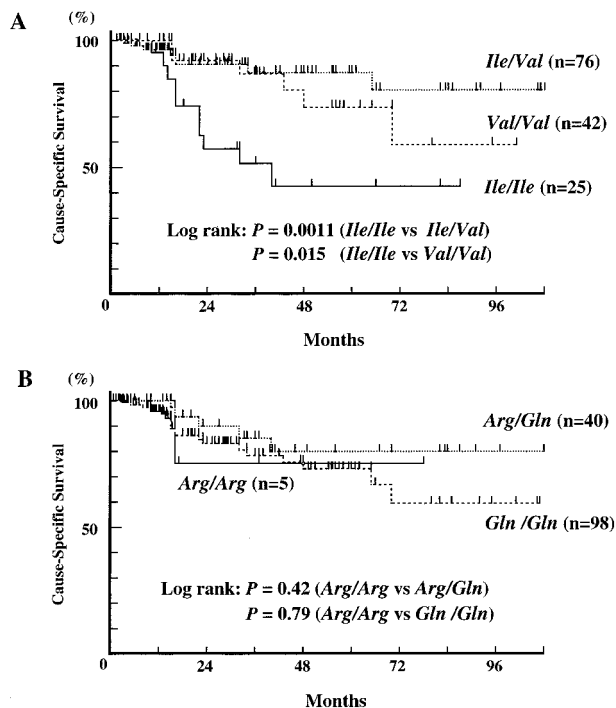 A
(%)
100
50
0
24
48
72
96
Cause-Specific Survival
Months
Ile/Val (n=76)
Val/Val (n=42)
Ile/Ile (n=25)
Log rank: P = 0.0011 (Ile/Ile vs Ile/Val)
P = 0.015 (Ile/Ile vs Val/Val)
B
(%)
100
50
0
24
48
72
96
Cause-Specific Survival
Months
Arg/Gln (n=40)
Arg/Arg (n=5)
Gln /Gln (n=98)
Log rank: P = 0.42 (Arg/Arg vs Arg/Gln)
P = 0.79 (Arg/Arg vs Gln /Gln)